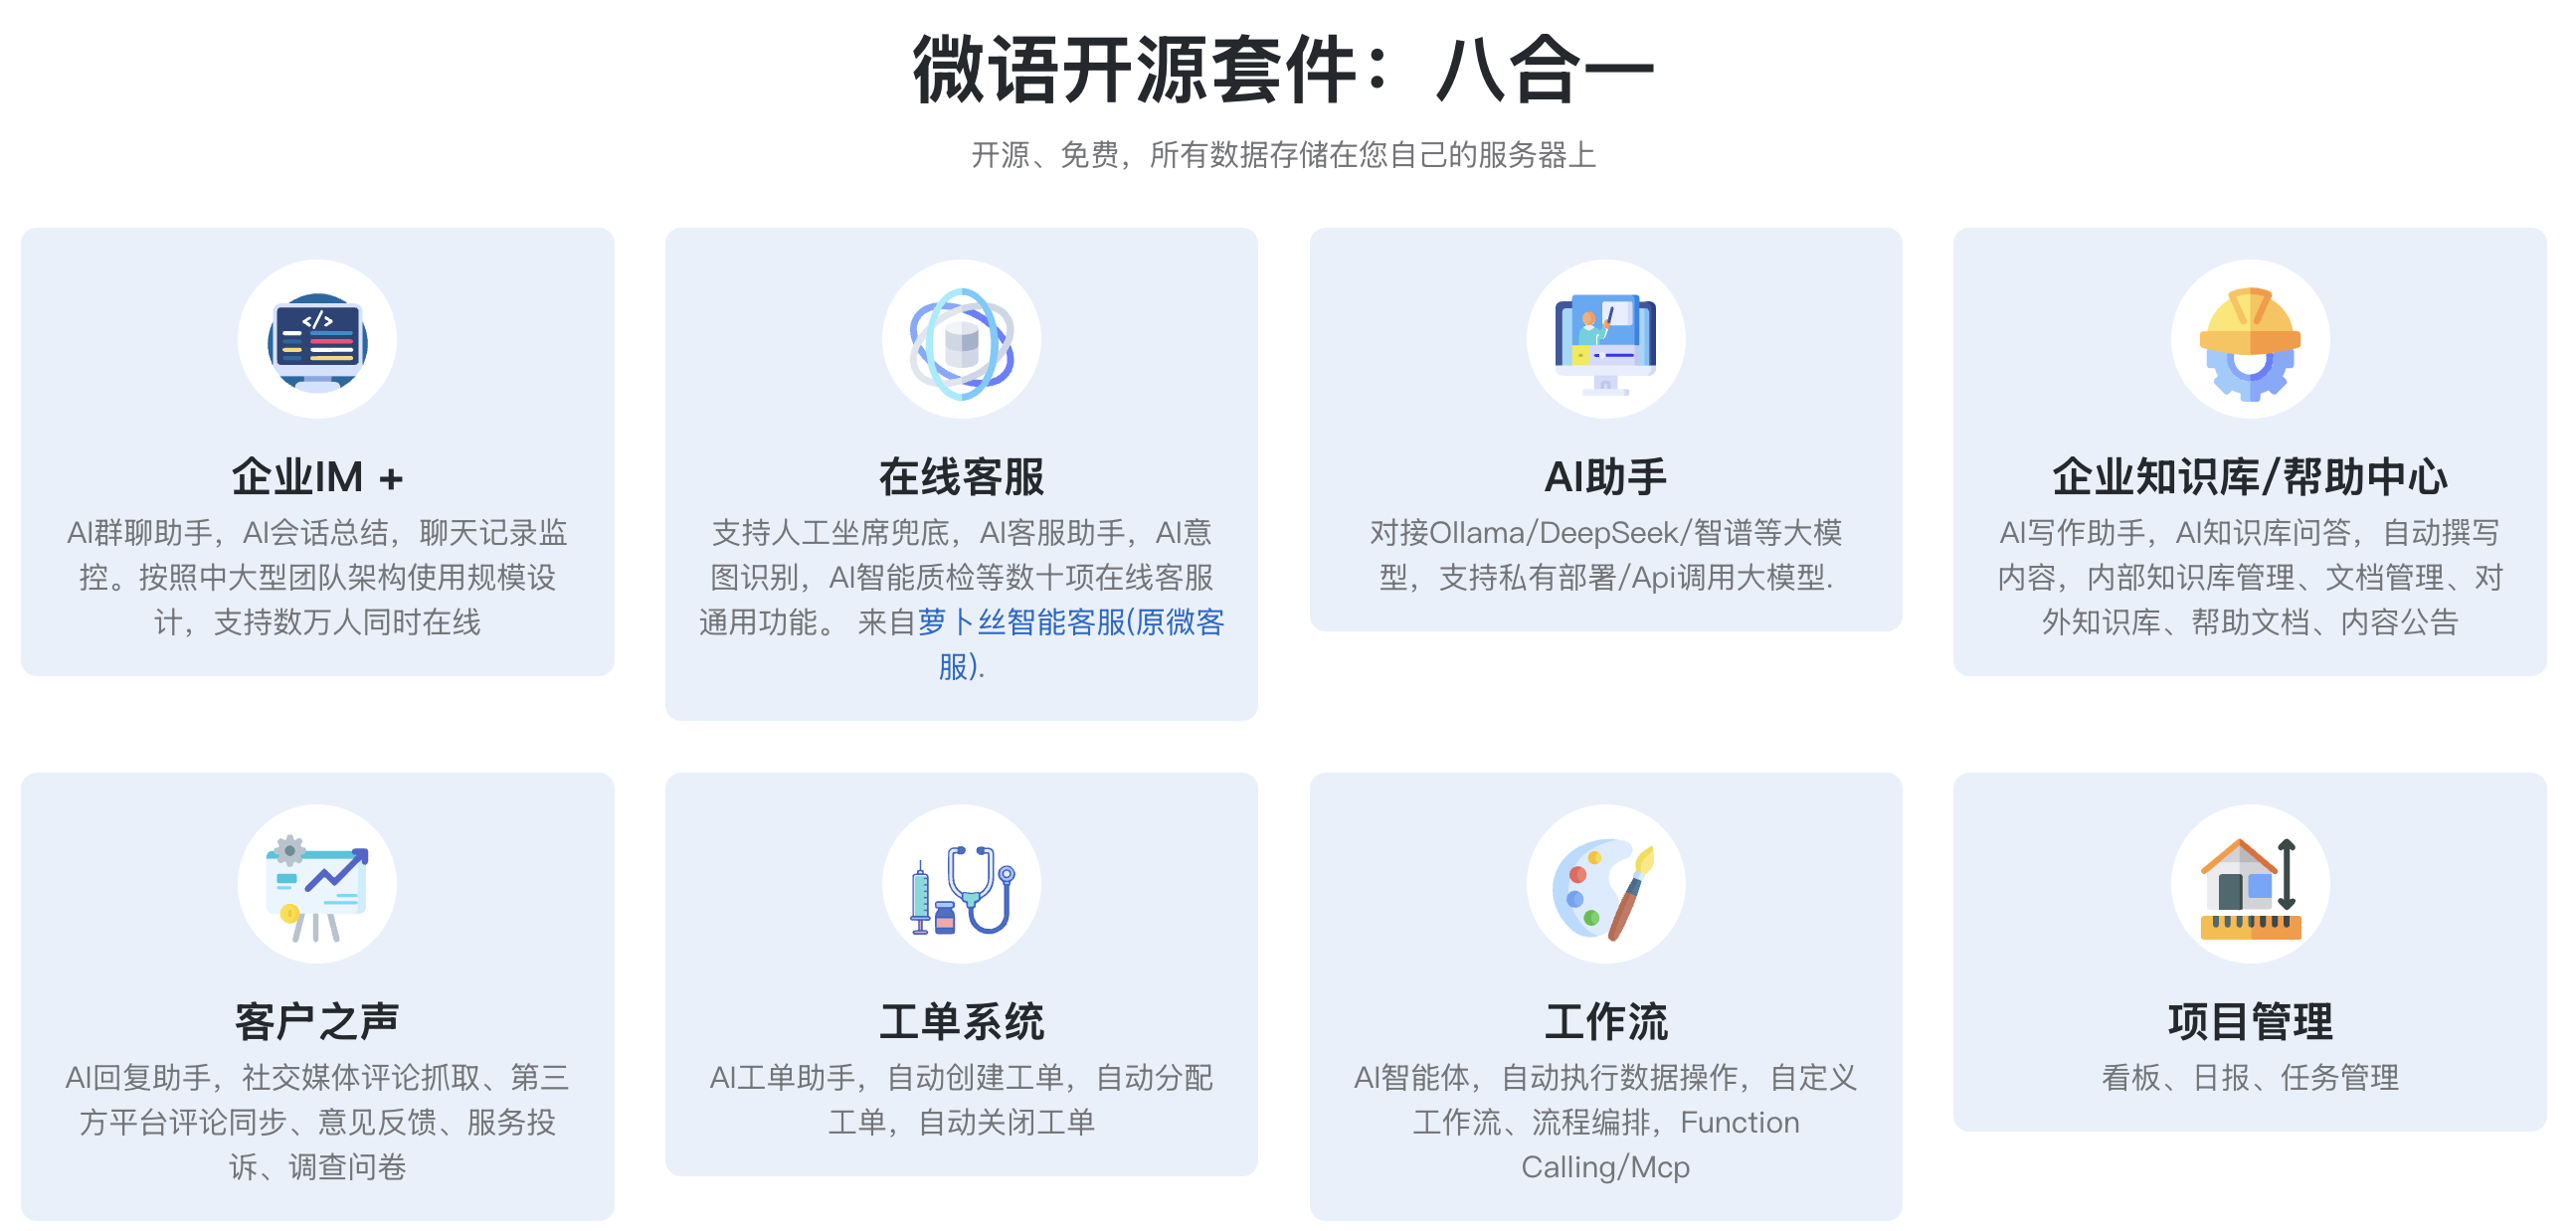 微语开源套件：八合一
开源、免费，所有数据存储在您自己的服务器上
</>
企业IM +
AI群聊助手，AI会话总结，聊天记录监
控。按照中大型团队架构使用规模设
计，支持数万人同时在线
在线客服
支持人工坐席兜底，AI客服助手，AI意
图识别，AI智能质检等数十项在线客服
通用功能。 来自萝卜丝智能客服(原微客
服).
AI助手
对接Ollama/DeepSeek/智谱等大模
型，支持私有部署/Api调用大模型.
企业知识库/帮助中心
AI写作助手，AI知识库问答，自动撰写
内容，内部知识库管理、文档管理、对
外知识库、帮助文档、内容公告
客户之声
AI回复助手，社交媒体评论抓取、第三
方平台评论同步、意见反馈、服务投
诉、调查问卷
工单系统
AI工单助手，自动创建工单，自动分配
工单，自动关闭工单
工作流
AI智能体，自动执行数据操作，自定义
工作流、流程编排，Function
Calling/Mcp
项目管理
看板、日报、任务管理